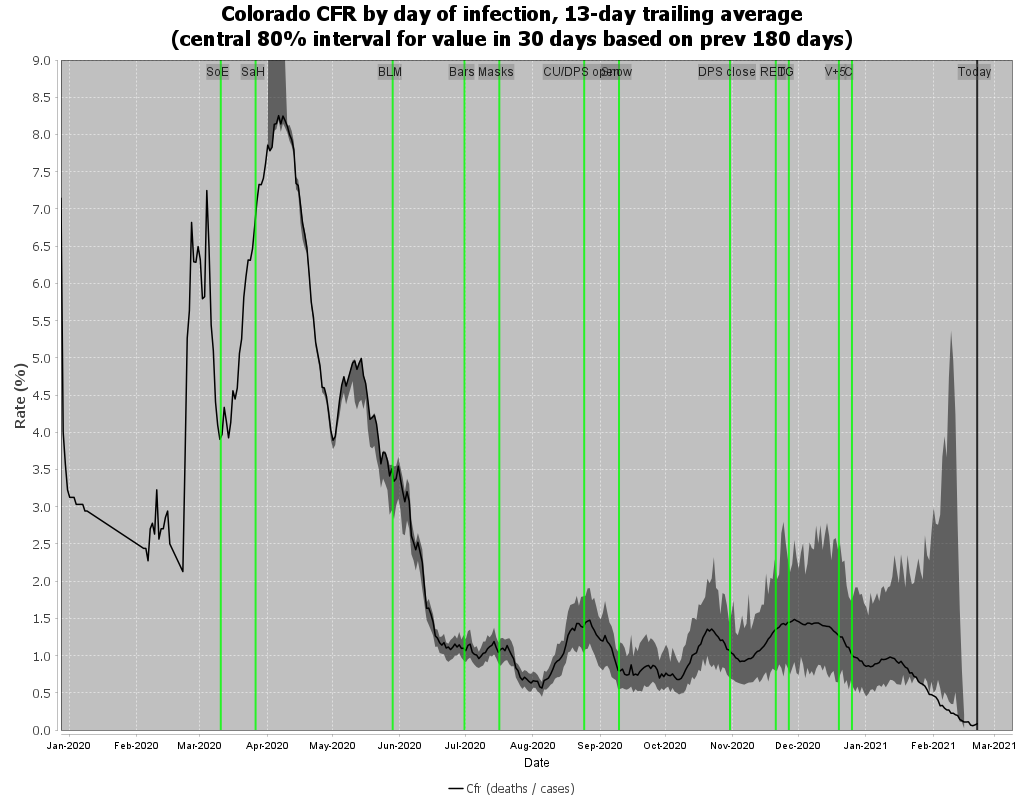 Colorado CFR by day of infection, 13-day trailing average
(central 80% interval for value in 30 days based on prev 180 days)
SoE SaH BLM Bars Masks CU/DPS open Snow DPS close RED TG V+5 C Today
9.0
8.5
8.0
7.5
7.0
6.5
6.0
5.5
5.0
4.5
4.0
3.5
3.0
2.5
2.0
1.5
1.0
0.5
0.0
Rate (%)
Jan-2020 Feb-2020 Mar-2020 Apr-2020 May-2020 Jun-2020 Jul-2020 Aug-2020 Sep-2020 Oct-2020 Nov-2020 Dec-2020 Jan-2021 Feb-2021 Mar-2021
Date
Cfr (deaths / cases)